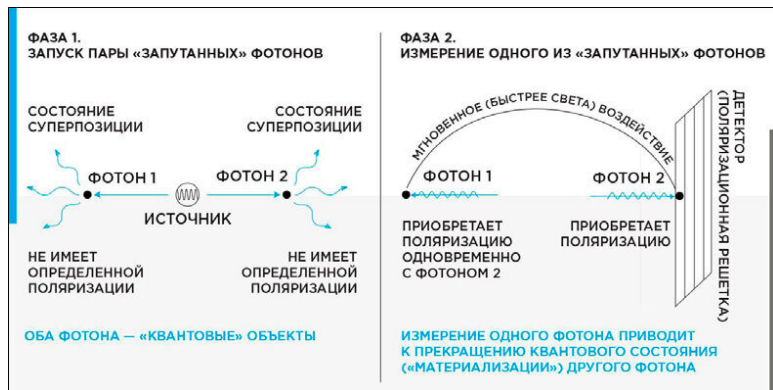 ФАЗА 1.
ЗАПУСК ПАРЫ «ЗАПУТАННЫХ» ФОТОНОВ
СОСТОЯНИЕ
СУПЕРПОЗИЦИИ
СОСТОЯНИЕ
СУПЕРПОЗИЦИИ
ФОТОН 1
ФОТОН 2
ИСТОЧНИК
НЕ ИМЕЕТ
ОПРЕДЕЛЕННОЙ
ПОЛЯРИЗАЦИИ
НЕ ИМЕЕТ
ОПРЕДЕЛЕННОЙ
ПОЛЯРИЗАЦИИ
ОБА ФОТОНА — «КВАНТОВЫЕ» ОБЪЕКТЫ
ФАЗА 2.
ИЗМЕРЕНИЕ ОДНОГО ИЗ «ЗАПУТАННЫХ» ФОТОНОВ
МГНОВЕННОЕ (БЫСТРЕЕ СВЕТА) ВОЗДЕЙСТВИЕ
ФОТОН 1
ФОТОН 2
ДЕТЕКТОР
(ПОЛЯРИЗАЦИОННАЯ РЕШЕТКА)
ПРИОБРЕТАЕТ
ПОЛЯРИЗАЦИЮ
ОДНОВРЕМЕННО
С ФОТОНОМ 2
ПРИОБРЕТАЕТ
ПОЛЯРИЗАЦИЮ
ИЗМЕРЕНИЕ ОДНОГО ФОТОНА ПРИВОДИТ
К ПРЕКРАЩЕНИЮ КВАНТОВОГО СОСТОЯНИЯ
(«МАТЕРИАЛИЗАЦИИ») ДРУГОГО ФОТОНА